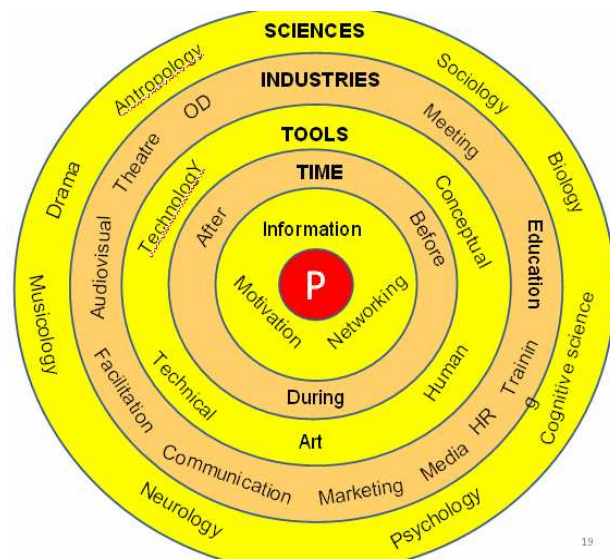 SCIENCES
Antropology
Sociology
Drama
Biology
Musicology
Cognitive science
Neurology
Psychology
INDUSTRIES
OD
Meeting
Theatre
Audiovisual
Education
Facilitation
Trainin
g
HR
Communication
Marketing
Media
TOOLS
Technology
Conceptual
Technical
Human
Art
TIME
After
Before
During
Information
Motivation
Networking
P
19